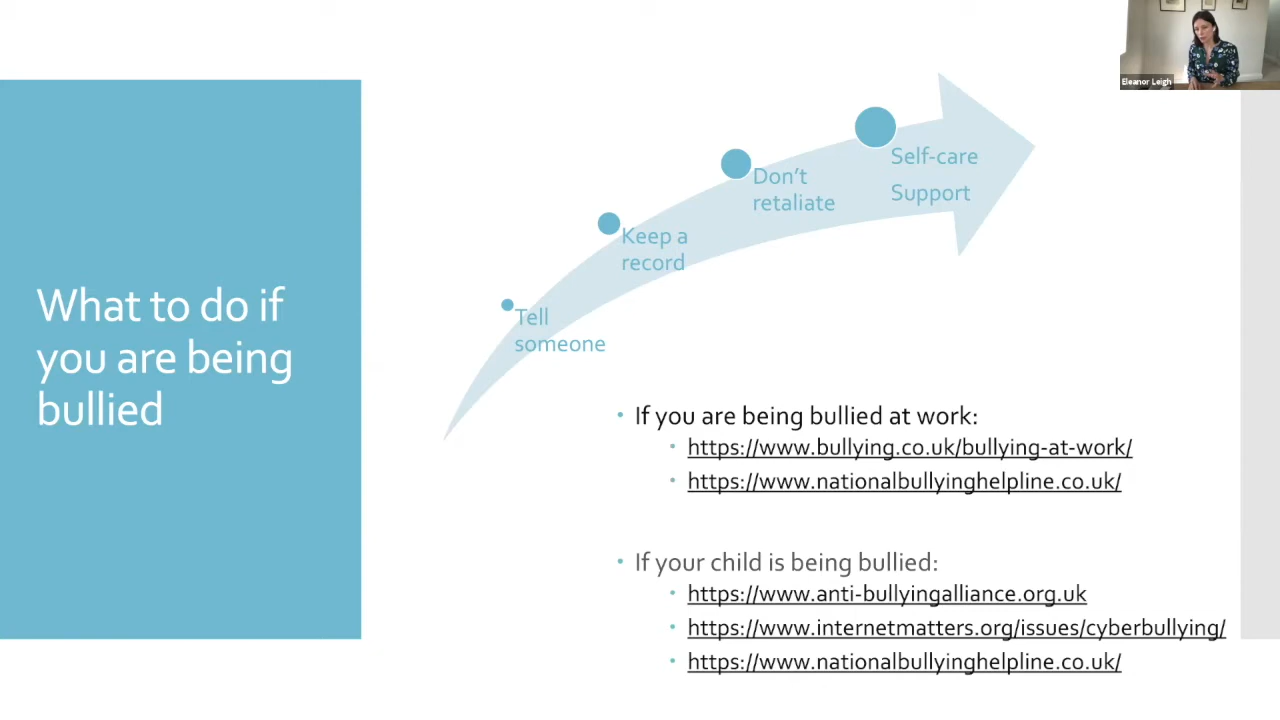 Eleanor Leigh
What to do if
you are being
bullied
Tell
someone
Keep a
record
Don’t
retaliate
Self-care
Support
If you are being bullied at work:
https://www.bullying.co.uk/bullying-at-work/
https://www.nationalbullyinghelpline.co.uk/
If your child is being bullied:
https://www.anti-bullyingalliance.org.uk
https://www.internetmatters.org/issues/cyberbullying/
https://www.nationalbullyinghelpline.co.uk/